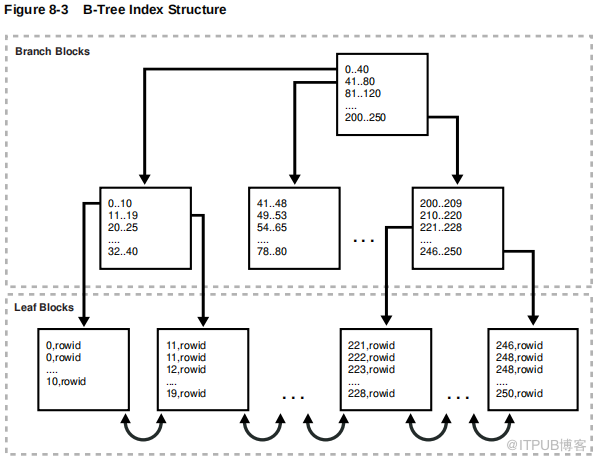 Figure 8-3 B-Tree Index Structure
Branch Blocks
0..40
41..80
81..120
....
200..250
0..10
11..19
20..25
....
32..40
41..48
49..53
54..65
....
78..80
...
200..209
210..220
221..228
....
246..250
Leaf Blocks
0,rowid
0,rowid
....
10,rowid
11,rowid
11,rowid
12,rowid
....
19,rowid
...
221,rowid
222,rowid
223,rowid
....
228,rowid
...
246,rowid
248,rowid
248,rowid
....
250,rowid
@ITPUB博客